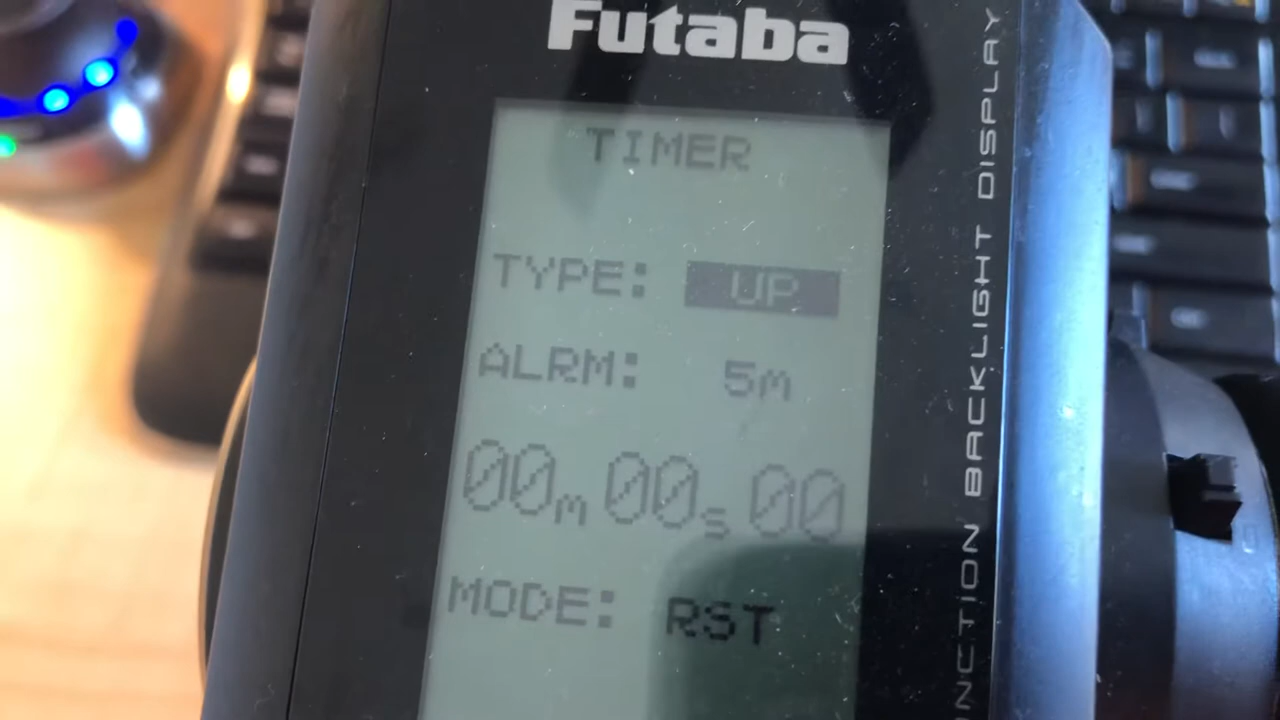 Futaba
TIMER
TYPE: UP
ALRM: 5m
00m00s00
MODE: RST
NCTION BACKLIGHT DISPLAY